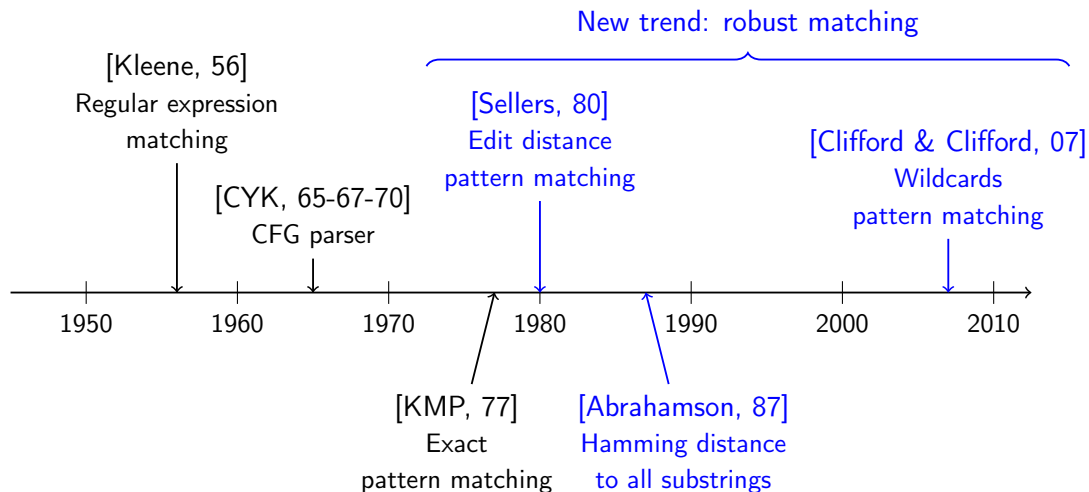 New trend: robust matching
[Kleene, 56]
Regular expression
matching
[Sellers, 80]
Edit distance
pattern matching
[Clifford & Clifford, 07]
Wildcards
pattern matching
[CYK, 65-67-70]
CFG parser
1950
1960
1970
1980
1990
2000
2010
[KMP, 77]
Exact
pattern matching
[Abrahamson, 87]
Hamming distance
to all substrings